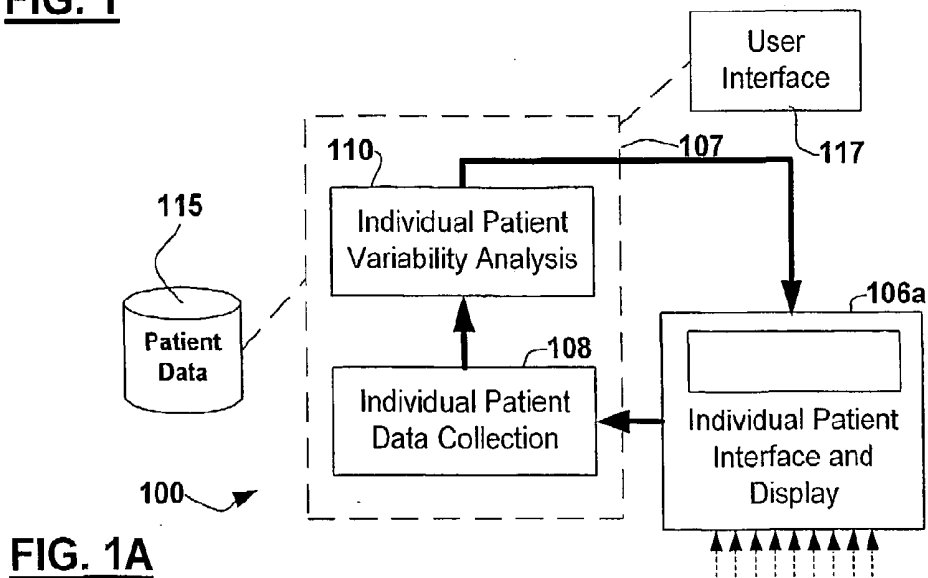 FIG. 1
User
Interface
117
107
110
Individual Patient
Variability Analysis
115
Patient
Data
106a
108
Individual Patient
Data Collection
Individual Patient
Interface and
Display
100
FIG. 1A